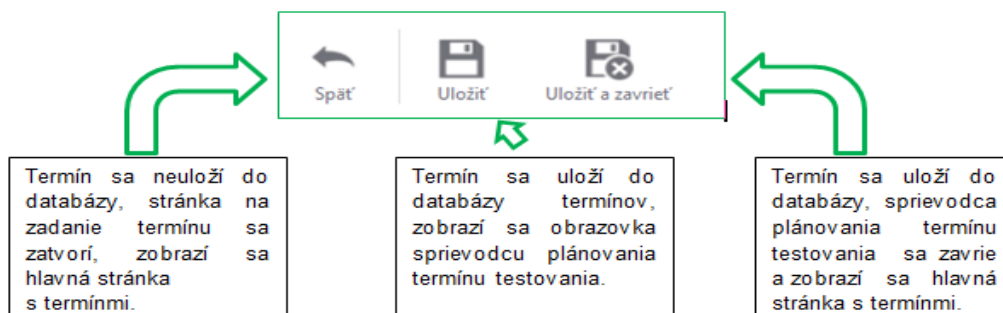 Späť
Uložiť
Uložiť a zavrieť
Termín sa neuloží do
databázy, stránka na
zadanie termínu sa
zatvorí, zobrazí sa
hlavná stránka
s termínmi.
Termín sa uloží do
databázy termínov,
zobrazí sa obrazovka
sprievodcu plánovania
termínu testovania.
Termín sa uloží do
databázy, sprievodca
plánovania termínu
testovania sa zavrie
a zobrazí sa hlavná
stránka s termínmi.